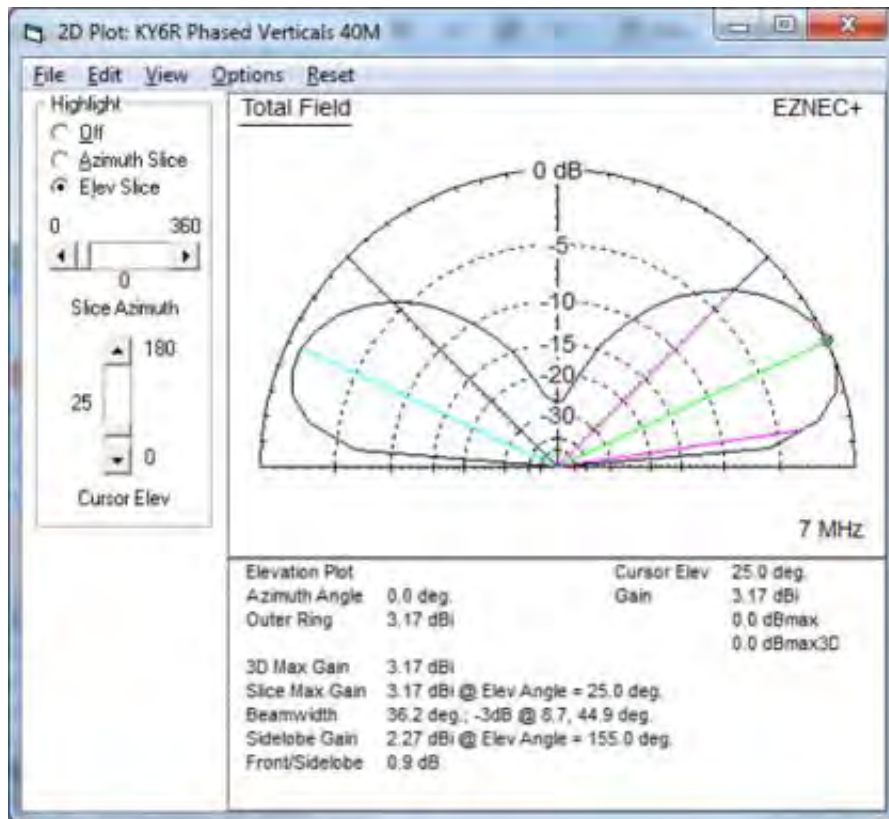 2D Plot: KY6R Phased Verticals 40M
File Edit View Options Reset
Highlight
Off
Azimuth Slice
Elev Slice
0 360
0
Slice Azimuth
180
25
0
Cursor Elev
Total Field
EZNEC+
0 dB
-5
-10
-15
-20
-30
7 MHz
Elevation Plot Cursor Elev 25.0 deg.
Azimuth Angle 0.0 deg. Gain 3.17 dBi
Outer Ring 3.17 dBi 0.0 dBmax
0.0 dBmax3D
3D Max Gain 3.17 dBi
Slice Max Gain 3.17 dBi @ Elev Angle = 25.0 deg.
Beamwidth 36.2 deg.; -3dB @ 8.7, 44.9 deg.
Sidelobe Gain 2.27 dBi @ Elev Angle = 155.0 deg.
Front/Sidelobe 0.9 dB